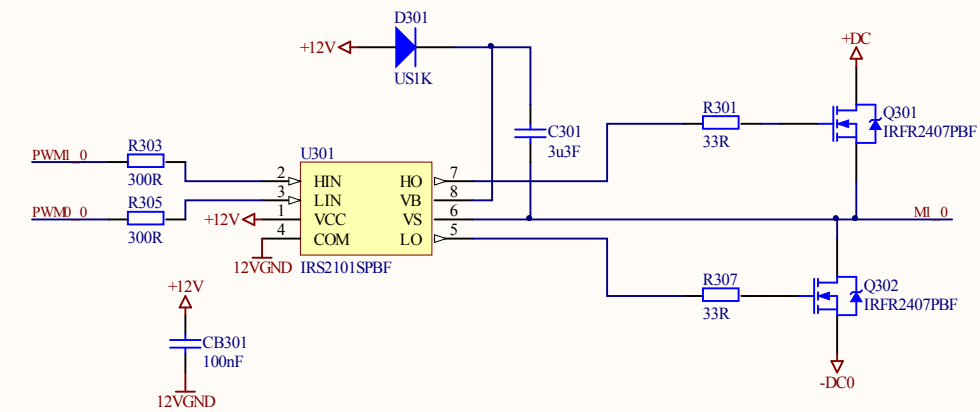 D301
+12V
US1K
+DC
C301
3u3F
R301
33R
Q301
IRFR2407PBF
PWM1_0
R303
300R
PWM0_0
R305
300R
U301
2 HIN HO 7
3 LIN VB 8
+12V 1 VCC VS 6
4 COM LO 5
12VGND
IRS2101SPBF
M1_0
R307
33R
Q302
IRFR2407PBF
-DC0
+12V
CB301
100nF
12VGND